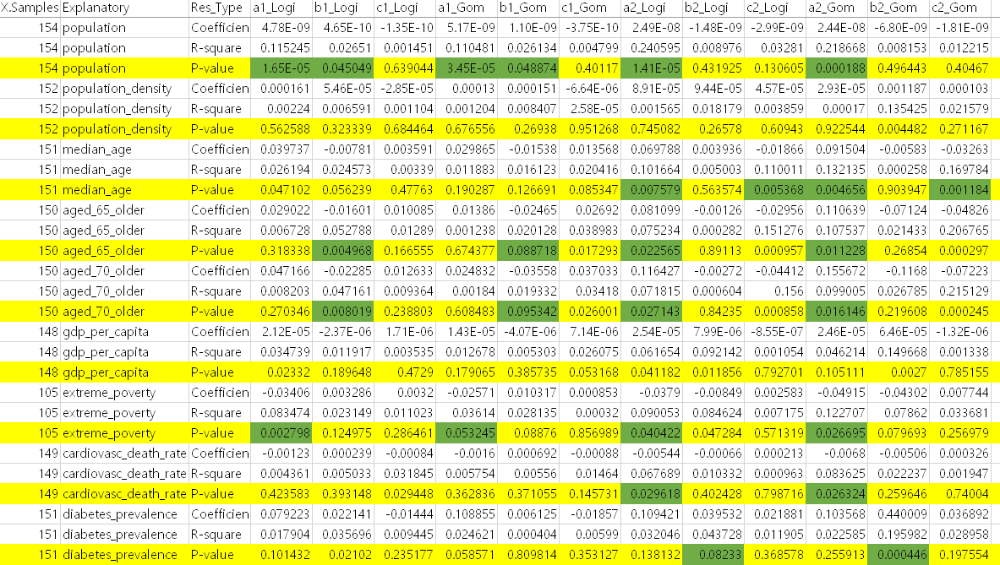 X.Samples Explanatory Res_Type a1_Logi b1_Logi c1_Logi a1_Gom b1_Gom c1_Gom a2_Logi b2_Logi c2_Logi a2_Gom b2_Gom c2_Gom
154 population Coefficien 4.78E-09 4.65E-10 -1.35E-10 5.17E-09 1.10E-09 -3.75E-10 2.49E-08 -1.48E-09 -2.99E-09 2.44E-08 -6.80E-09 -1.81E-09
154 population R-square 0.115245 0.02651 0.001451 0.110481 0.026134 0.004799 0.240595 0.008976 0.03281 0.218668 0.008153 0.012215
154 population P-value 1.65E-05 0.045049 0.639044 3.45E-05 0.048874 0.40117 1.41E-05 0.431925 0.130605 0.000188 0.496443 0.40467
152 population_density Coefficien 0.000161 5.46E-05 -2.85E-05 0.00013 0.000151 -6.64E-06 8.91E-05 9.44E-05 4.57E-05 2.93E-05 0.001187 0.000103
152 population_density R-square 0.00224 0.006591 0.001104 0.001204 0.008407 2.58E-05 0.001565 0.018179 0.003859 0.00017 0.135425 0.021579
152 population_density P-value 0.562588 0.323339 0.684464 0.676556 0.26938 0.951268 0.745082 0.26578 0.60943 0.922544 0.004482 0.271167
151 median_age Coefficien 0.039737 -0.00781 0.003591 0.029865 -0.01538 0.013568 0.069788 0.003936 -0.01866 0.091504 -0.00583 -0.03263
151 median_age R-square 0.026194 0.024573 0.00339 0.011883 0.016123 0.020416 0.101664 0.005003 0.110011 0.132135 0.000258 0.169784
151 median_age P-value 0.047102 0.056239 0.47763 0.190287 0.126691 0.085347 0.007579 0.563574 0.005368 0.004656 0.903947 0.001184
150 aged_65_older Coefficien 0.029022 -0.01601 0.010085 0.01386 -0.02465 0.02692 0.081099 -0.00126 -0.02956 0.110639 -0.07124 -0.04826
150 aged_65_older R-square 0.006728 0.052788 0.01289 0.001238 0.020128 0.038983 0.075234 0.000282 0.151276 0.107537 0.021433 0.206765
150 aged_65_older P-value 0.318338 0.004968 0.166555 0.674377 0.088718 0.017293 0.022565 0.89113 0.000957 0.011228 0.26854 0.000297
150 aged_70_older Coefficien 0.047166 -0.02285 0.012633 0.024832 -0.03558 0.037033 0.116427 -0.00272 -0.04412 0.155672 -0.1168 -0.07223
150 aged_70_older R-square 0.008203 0.047161 0.009364 0.00184 0.019332 0.03418 0.071815 0.000604 0.156 0.099005 0.026785 0.215129
150 aged_70_older P-value 0.270346 0.008019 0.238803 0.608483 0.095342 0.026001 0.027143 0.84235 0.000858 0.016146 0.219608 0.000245
148 gdp_per_capita Coefficien 2.12E-05 -2.37E-06 1.71E-06 1.43E-05 -4.07E-06 7.14E-06 2.54E-05 7.99E-06 -8.55E-07 2.46E-05 6.46E-05 -1.32E-06
148 gdp_per_capita R-square 0.034739 0.011917 0.003535 0.012678 0.005303 0.026075 0.061654 0.092142 0.001054 0.046214 0.149668 0.001338
148 gdp_per_capita P-value 0.02332 0.189648 0.4729 0.179065 0.385735 0.053168 0.041182 0.011856 0.792701 0.105111 0.0027 0.785155
105 extreme_poverty Coefficien -0.03406 0.003286 0.0032 -0.02571 0.010317 0.000853 -0.0379 -0.00849 0.002583 -0.04915 -0.04302 0.007744
105 extreme_poverty R-square 0.083474 0.023149 0.011023 0.03614 0.028135 0.00032 0.090053 0.084624 0.007175 0.122707 0.07862 0.033681
105 extreme_poverty P-value 0.002798 0.124975 0.286461 0.053245 0.08876 0.856989 0.040422 0.047284 0.571319 0.026695 0.079693 0.256979
149 cardiovasc_death_rate Coefficien -0.00123 0.000239 -0.00084 -0.0016 0.000692 -0.00088 -0.00544 -0.00066 0.000213 -0.0068 -0.00506 0.000326
149 cardiovasc_death_rate R-square 0.004361 0.005033 0.031845 0.005754 0.00556 0.01464 0.067689 0.010332 0.000963 0.083625 0.022237 0.001947
149 cardiovasc_death_rate P-value 0.423583 0.393148 0.029448 0.362836 0.371055 0.145731 0.029618 0.402428 0.798716 0.026324 0.259646 0.74004
151 diabetes_prevalence Coefficien 0.079223 0.022141 -0.01444 0.108855 0.006125 -0.01857 0.109421 0.039532 0.021881 0.103568 0.440009 0.036892
151 diabetes_prevalence R-square 0.017904 0.035696 0.009445 0.024621 0.000404 0.00599 0.032046 0.043728 0.011905 0.022585 0.195982 0.028958
151 diabetes_prevalence P-value 0.101432 0.02102 0.235177 0.058571 0.809814 0.353127 0.138132 0.08233 0.368578 0.255913 0.000446 0.197554